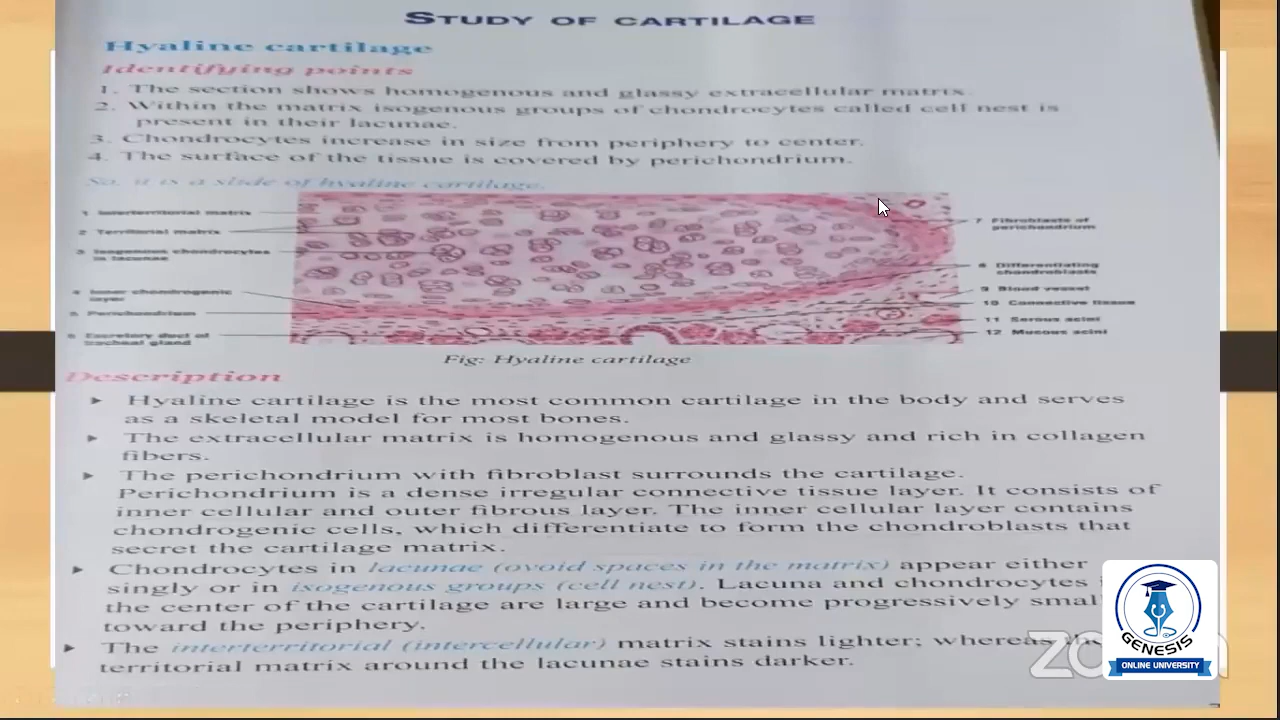 STUDY OF CARTILAGE
Hyaline cartilage
Identifying points
1. The section shows homogenous and glassy extracellular matrix.
2. Within the matrix isogenous groups of chondrocytes called cell nest is
present in their lacunae.
3. Chondrocytes increase in size from periphery to center.
4. The surface of the tissue is covered by perichondrium.
So, it is a slide of hyaline cartilage.
1 Interterritorial matrix
2 Territorial matrix
3 Isogenous chondrocytes
in lacunae
4 Inner chondrogenic
layer
5 Perichondrium
6 Excretory duct of
tracheal gland
7 Fibroblasts of
perichondrium
8 Differentiating
chondroblasts
9 Blood vessel
10 Connective tissue
11 Serous acini
12 Mucous acini
Fig: Hyaline cartilage
Description
Hyaline cartilage is the most common cartilage in the body and serves
as a skeletal model for most bones.
The extracellular matrix is homogenous and glassy and rich in collagen
fibers.
The perichondrium with fibroblast surrounds the cartilage.
Perichondrium is a dense irregular connective tissue layer. It consists of
inner cellular and outer fibrous layer. The inner cellular layer contains
chondrogenic cells, which differentiate to form the chondroblasts that
secret the cartilage matrix.
Chondrocytes in lacunae (ovoid spaces in the matrix) appear either
singly or in isogenous groups (cell nest). Lacuna and chondrocytes
the center of the cartilage are large and become progressively small
toward the periphery.
The interterritorial (intercellular) matrix stains lighter; whereas
territorial matrix around the lacunae stains darker.
GENESIS
ONLINE UNIVERSITY